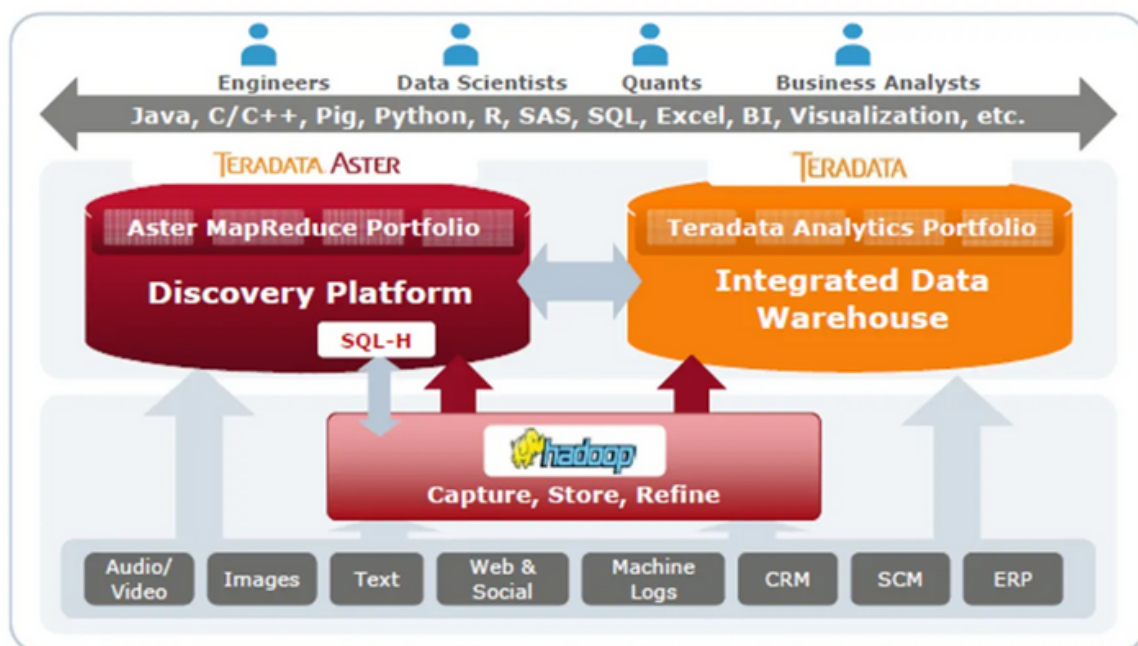 Engineers
Data Scientists
Quants
Business Analysts
Java, C/C++, Pig, Python, R, SAS, SQL, Excel, BI, Visualization, etc.
TERADATA ASTER
TERADATA
Aster MapReduce Portfolio
Teradata Analytics Portfolio
Discovery Platform
Integrated Data
Warehouse
SQL-H
hadoop
Capture, Store, Refine
Audio/
Video
Images
Text
Web &
Social
Machine
Logs
CRM
SCM
ERP